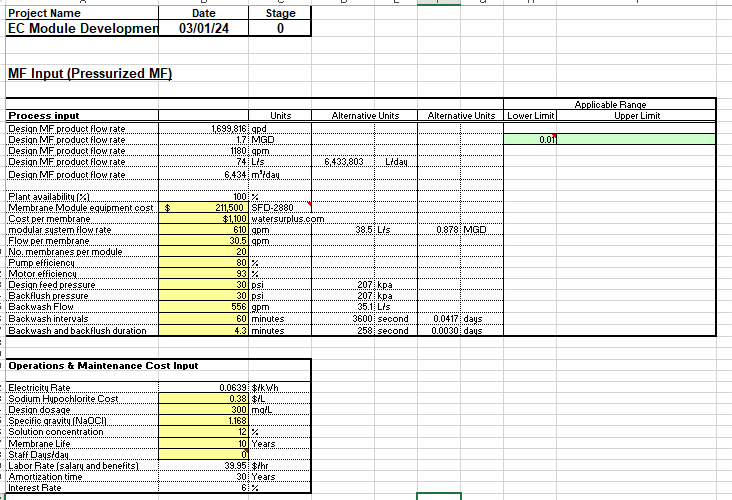 Project Name Date Stage
EC Module Developmen 03/01/24 0
MF Input (Pressurized MF)
Applicable Range
Process input Units Alternative Units Alternative Units Lower Limit Upper Limit
Design MF product flow rate 1,699,816 gpd
Design MF product flow rate 1.7 MGD 0.01
Design MF product flow rate 1180 gpm
Design MF product flow rate 74 L/s 6,433,803 L/day
Design MF product flow rate 6,434 m³/day
Plant availability (%) 100 %
Membrane Module equipment cost $ 211,500 SFD-2880
Cost per membrane $1,100 watersurplus.com
modular system flow rate 610 gpm 38.5 L/s 0.878 MGD
Flow per membrane 30.5 gpm
No. membranes per module 20
Pump efficiency 80 %
Motor efficiency 93 %
Design feed pressure 30 psi 207 kpa
Backflush pressure 30 psi 207 kpa
Backwash Flow 556 gpm 35.1 L/s
Backwash intervals 60 minutes 3600 second 0.0417 days
Backwash and backflush duration 4.3 minutes 258 second 0.0030 days
Operations & Maintenance Cost Input
Electricity Rate 0.0639 $/kWh
Sodium Hypochlorite Cost 0.38 $/L
Design dosage 300 mg/L
Specific gravity (NaOCl) 1.168
Solution concentration 12 %
Membrane Life 10 Years
Staff Days/day 0
Labor Rate (salary and benefits) 39.95 $/hr
Amortization time 30 Years
Interest Rate 6 %